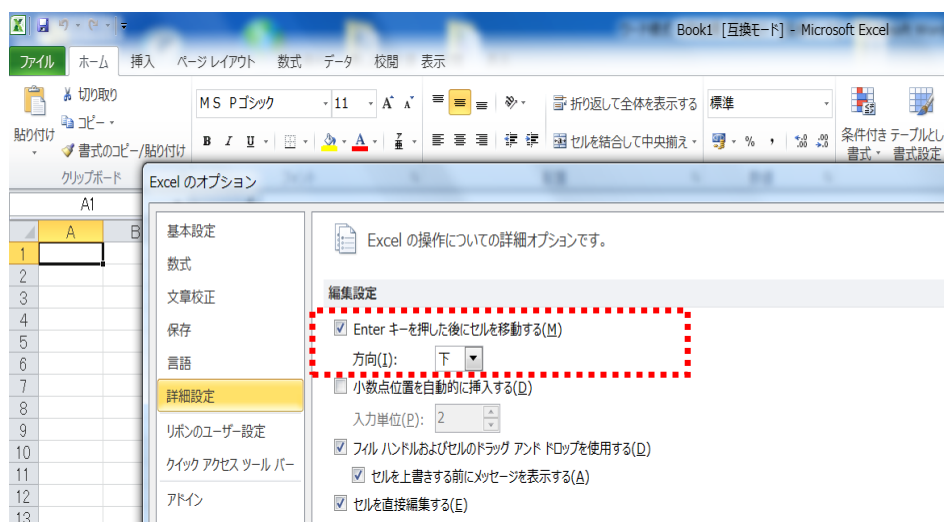 Book1 [互換モード] - Microsoft Excel
ファイル ホーム 挿入 ページレイアウト 数式 データ 校閲 表示
切り取り
コピー
書式のコピー/貼り付け
貼り付け
クリップボード
MS Pゴシック 11 A A
B I U A
折り返して全体を表示する
セルを結合して中央揃え
標準
% ,
条件付き 書式
テーブルとし 書式設定
A1
A B
1
2
3
4
5
6
7
8
9
10
11
12
13
Excel のオプション
基本設定
数式
文章校正
保存
言語
詳細設定
リボンのユーザー設定
クイック アクセス ツール バー
アドイン
Excel の操作についての詳細オプションです。
編集設定
Enter キーを押した後にセルを移動する(M)
方向(I): 下
小数点位置を自動的に挿入する(D)
入力単位(P): 2
フィル ハンドルおよびセルのドラッグ アンド ドロップを使用する(D)
セルを上書きする前にメッセージを表示する(A)
セルを直接編集する(E)